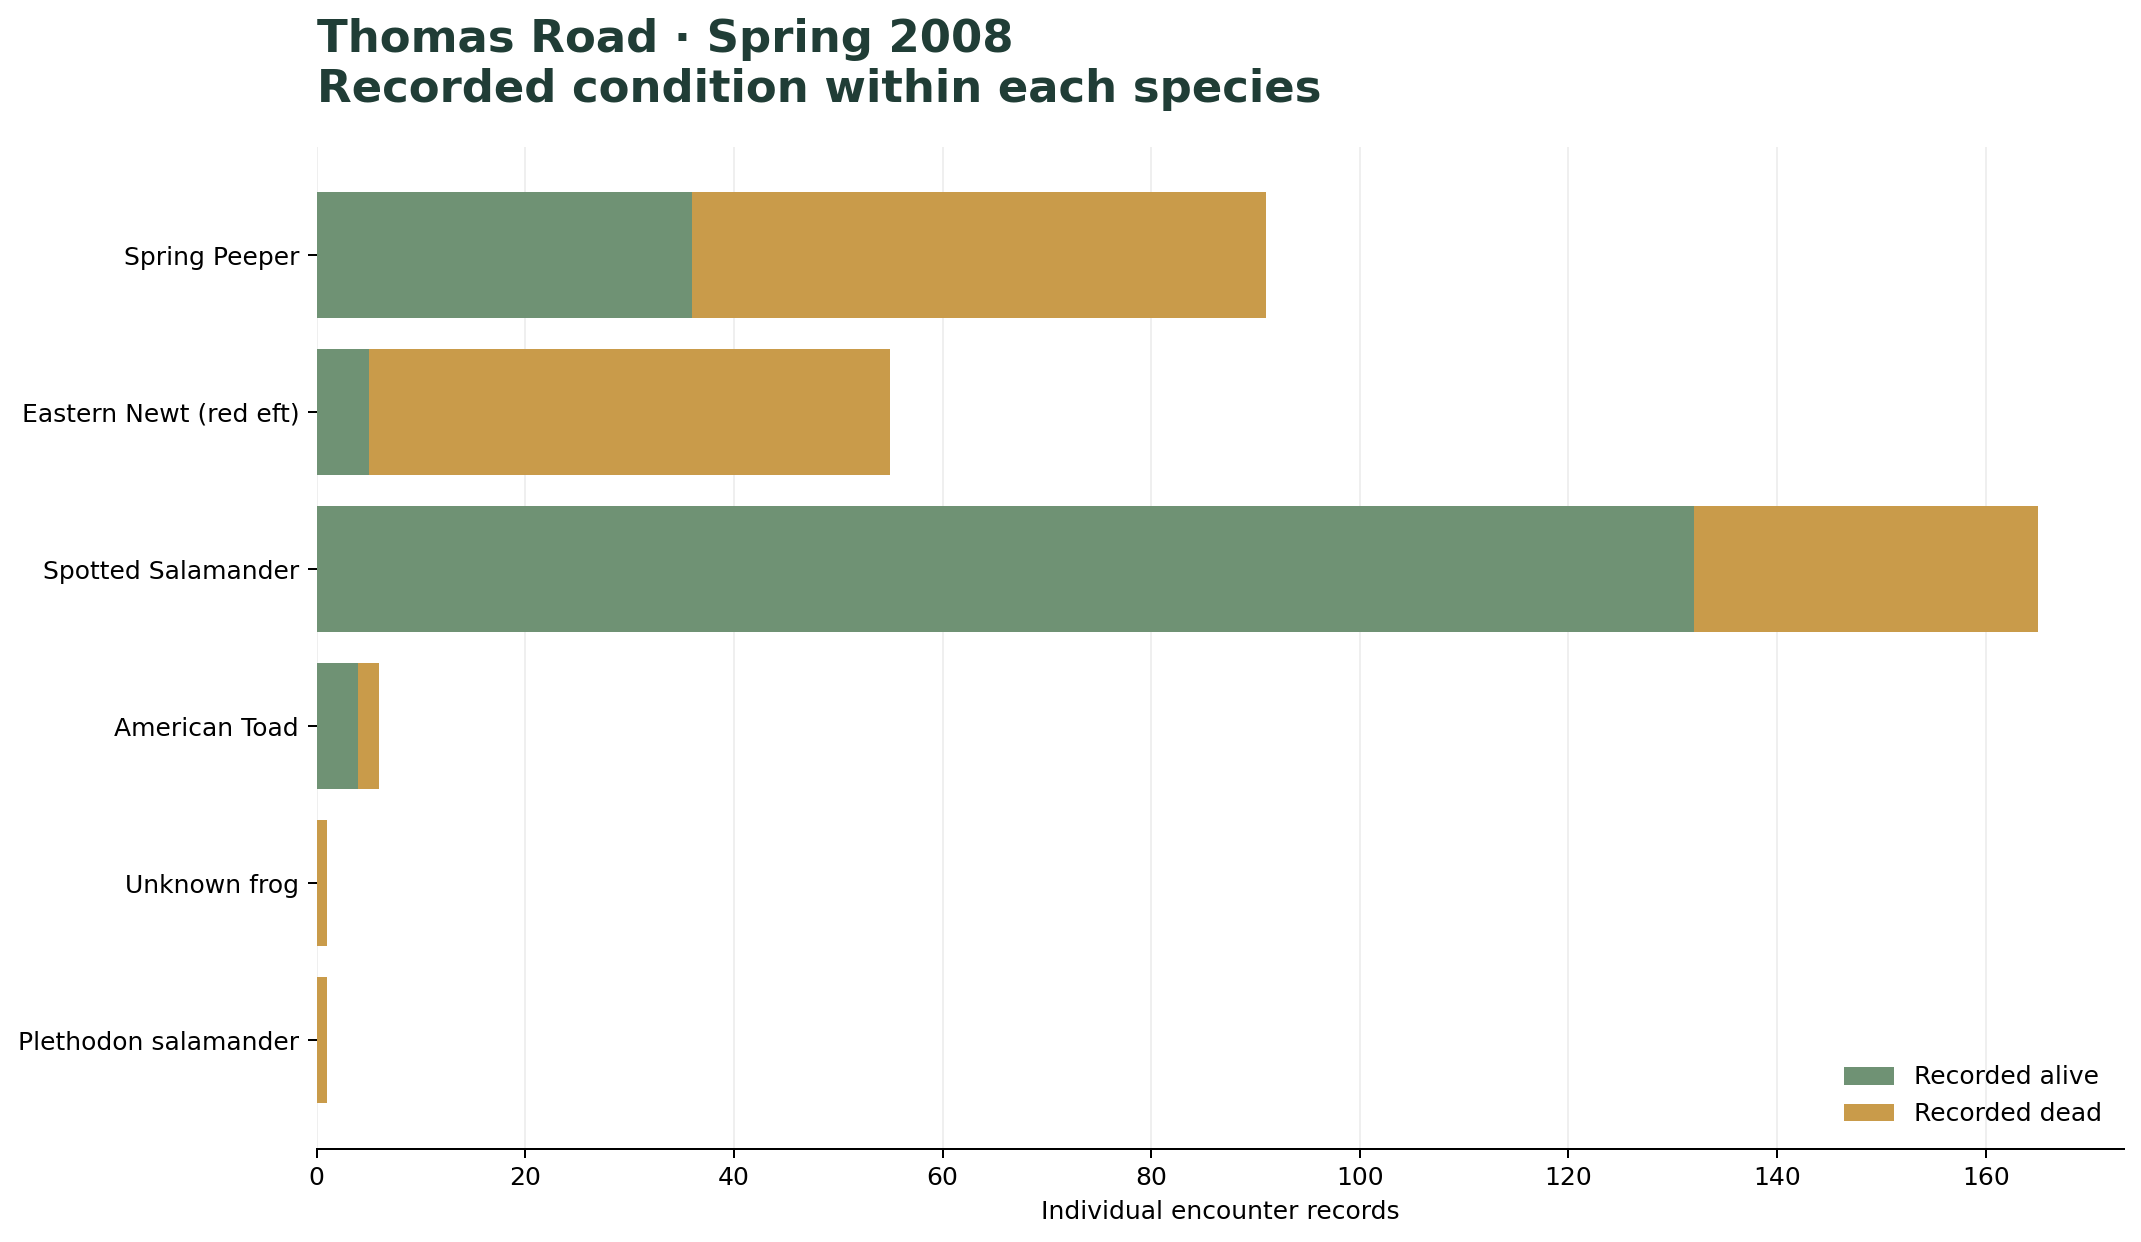 Thomas Road · Spring 2008
Recorded condition within each species
Spring Peeper
Eastern Newt (red eft)
Spotted Salamander
American Toad
Unknown frog
Plethodon salamander
Recorded alive
Recorded dead
0 20 40 60 80 100 120 140 160
Individual encounter records